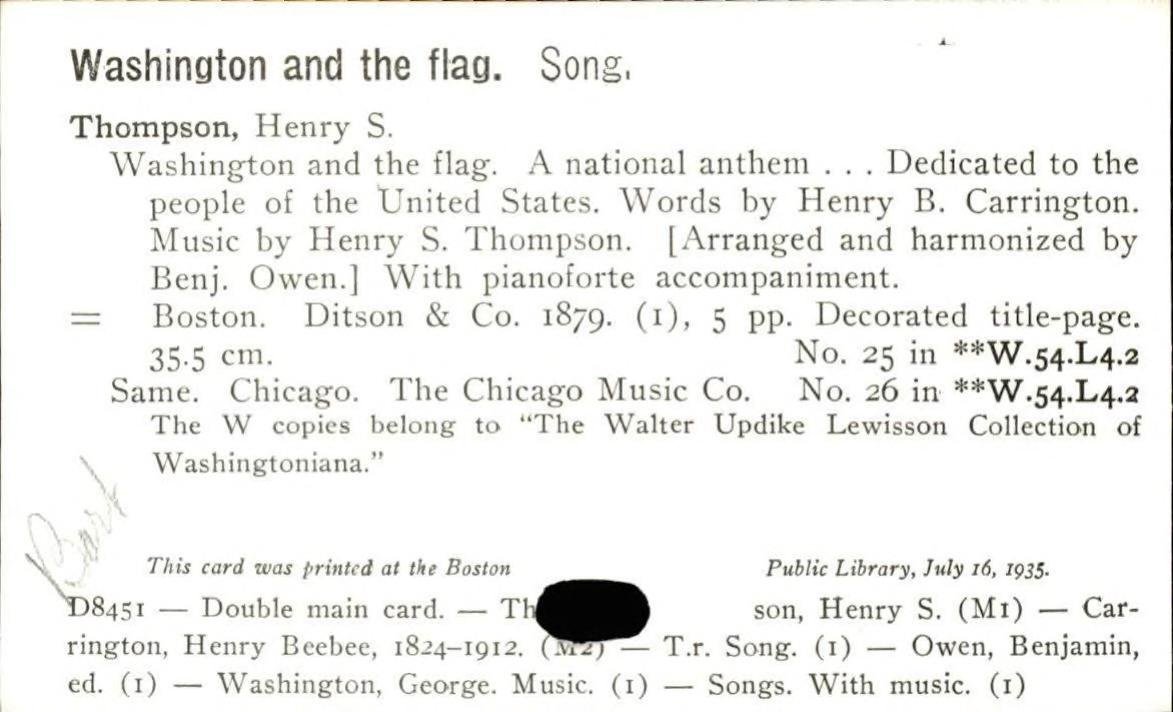 Washington and the flag. Song.
Thompson, Henry S.
Washington and the flag. A national anthem . . . Dedicated to the
people of the United States. Words by Henry B. Carrington.
Music by Henry S. Thompson. [Arranged and harmonized by
Benj. Owen.] With pianoforte accompaniment.
= Boston. Ditson & Co. 1879. (1), 5 pp. Decorated title-page.
35.5 cm. No. 25 in **W.54.L4.2
Same. Chicago. The Chicago Music Co. No. 26 in **W.54.L4.2
The W copies belong to “The Walter Updike Lewisson Collection of
Washingtoniana.”
This card was printed at the Boston Public Library, July 16, 1935.
D8451 — Double main card. — Th son, Henry S. (M1) — Car-
rington, Henry Beebee, 1824–1912. (M2) — T.r. Song. (1) — Owen, Benjamin,
ed. (1) — Washington, George. Music. (1) — Songs. With music. (1)